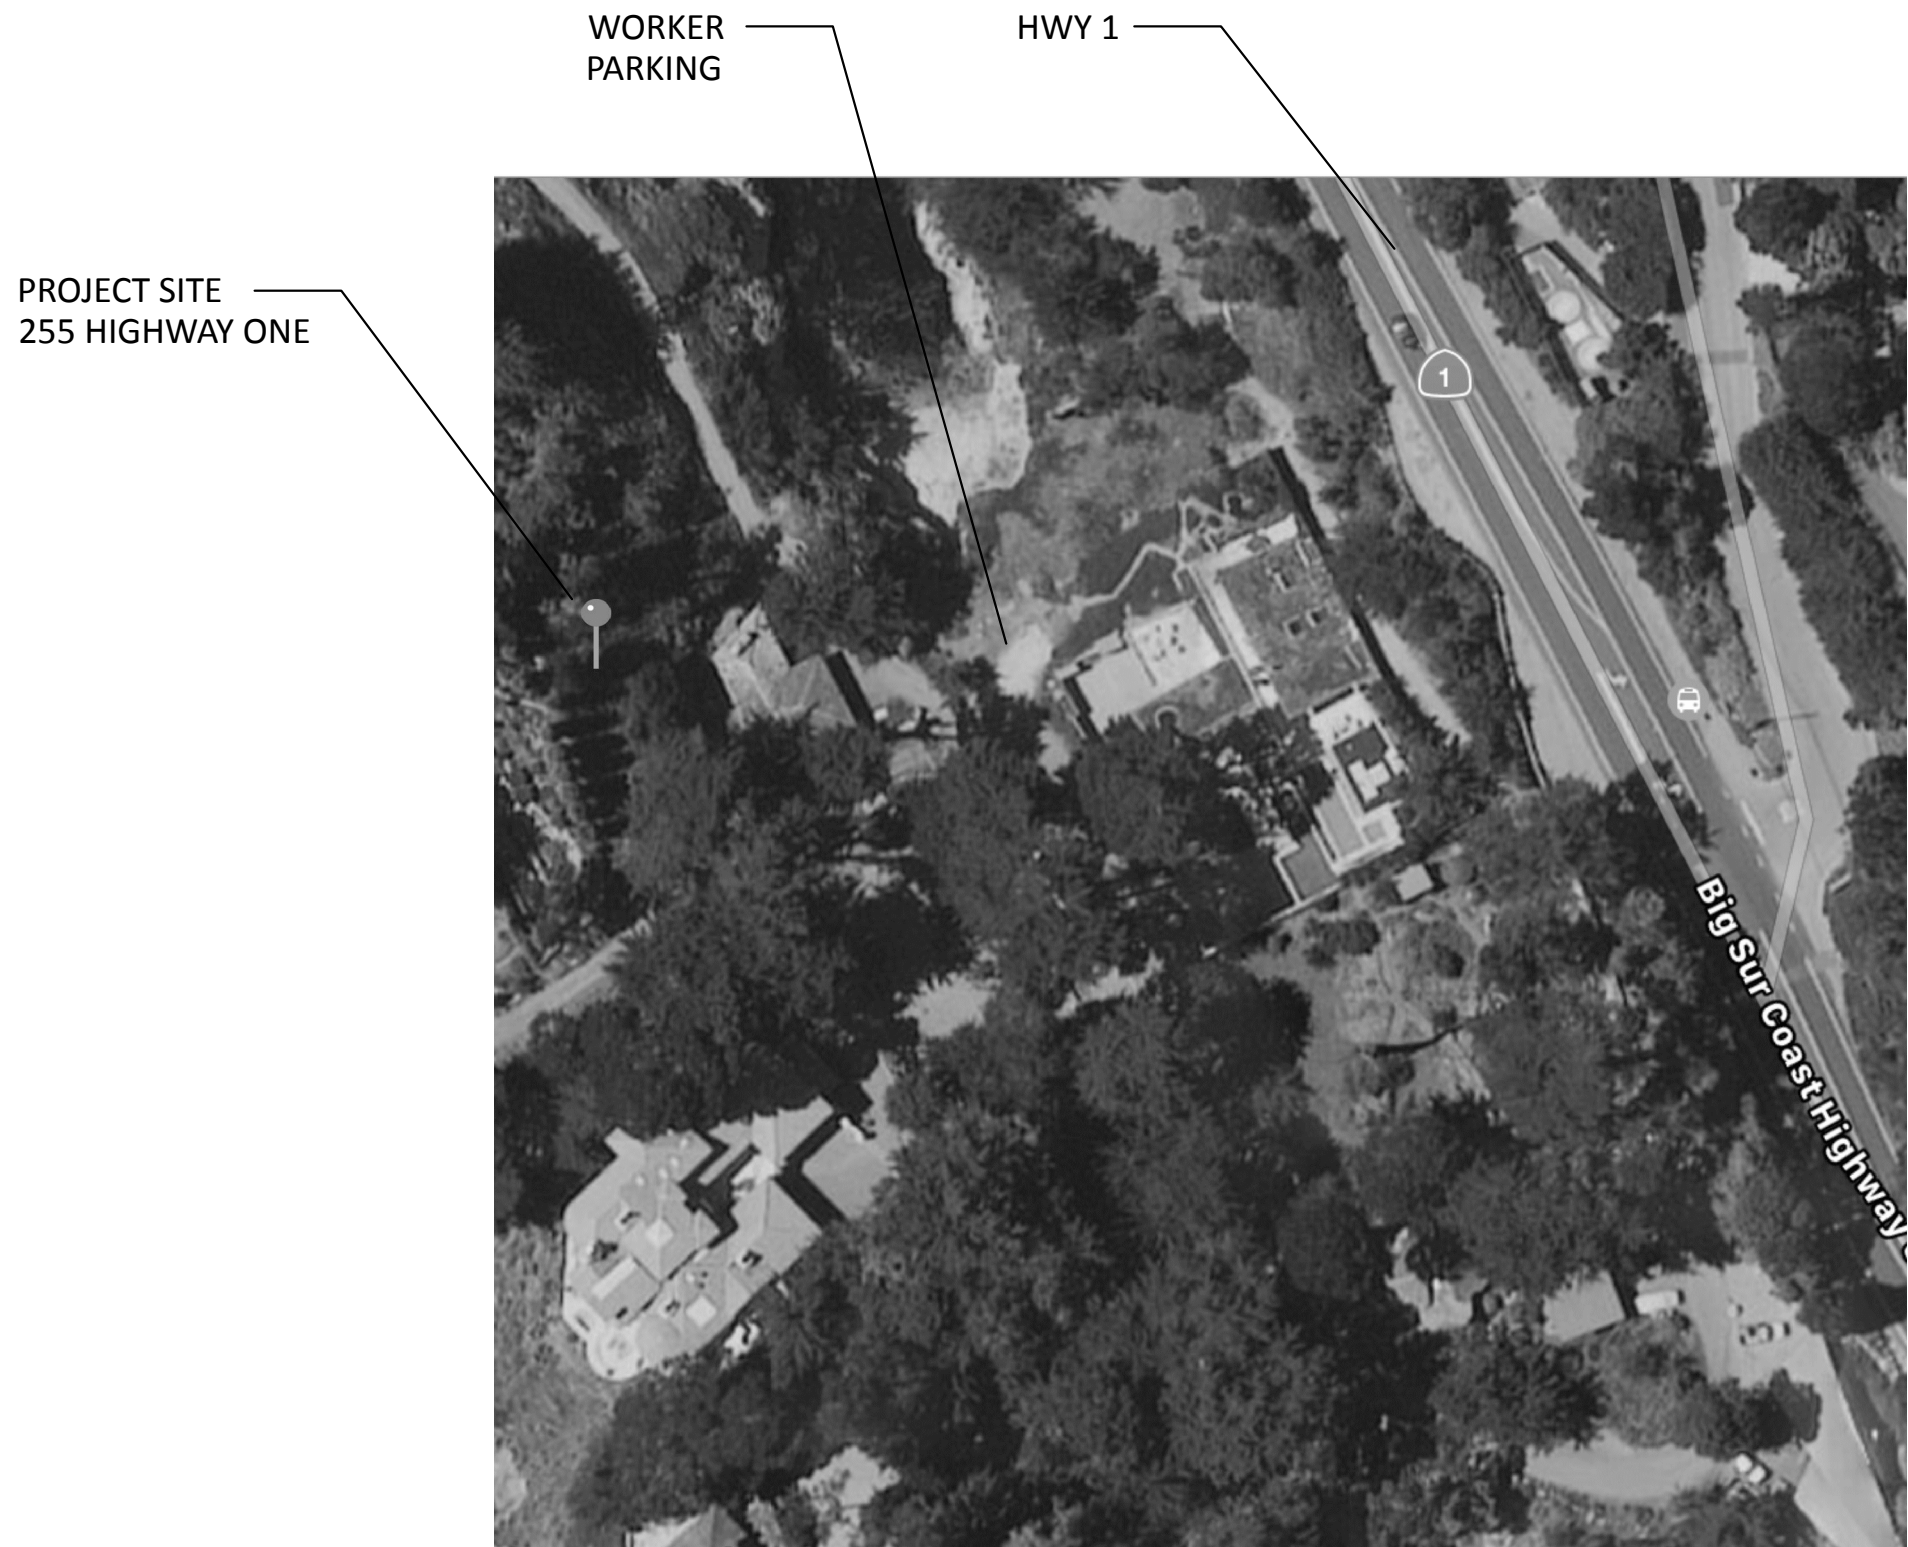 WORKER
PARKING
HWY 1
PROJECT SITE
255 HIGHWAY ONE
1
Big Sur Coast Highway